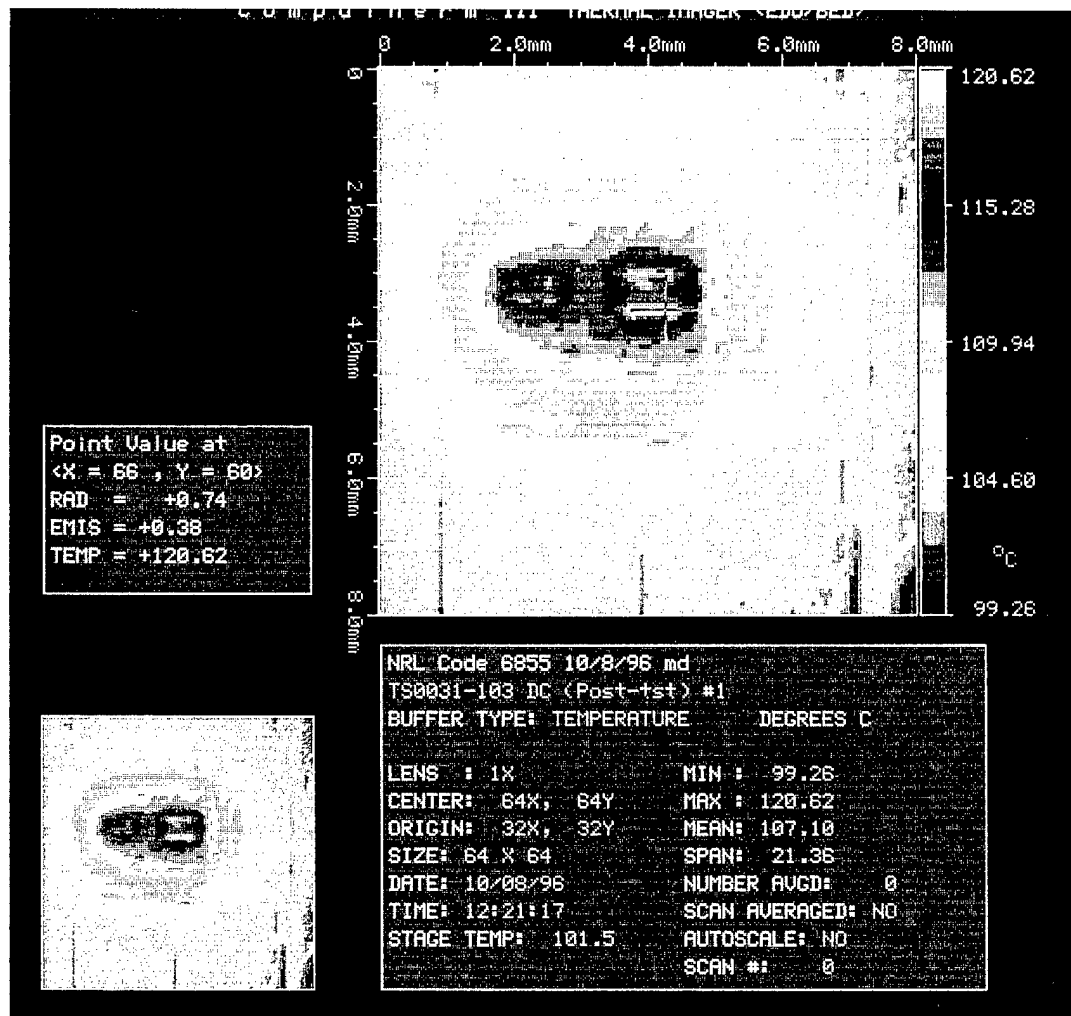 C o m p u t h e r m III THERMAL IMAGER <EDO/BED>
0 2.0mm 4.0mm 6.0mm 8.0mm
0
2.0mm
4.0mm
6.0mm
8.0mm
120.62
115.28
109.94
104.60
°C
99.26
Point Value at
<X = 66 , Y = 60>
RAD = +0.74
EMIS = +0.38
TEMP = +120.62
NRL Code 6855 10/8/96 md
TS0031-103 DC (Post-tst) #1
BUFFER TYPE: TEMPERATURE DEGREES C
LENS : 1X MIN : 99.26
CENTER: 64X, 64Y MAX : 120.62
ORIGIN: 32X, 32Y MEAN: 107.10
SIZE: 64 X 64 SPAN: 21.36
DATE: 10/08/96 NUMBER AVGD: 0
TIME: 12:21:17 SCAN AVERAGED: NO
STAGE TEMP: 101.5 AUTOSCALE: NO
SCAN #: 0